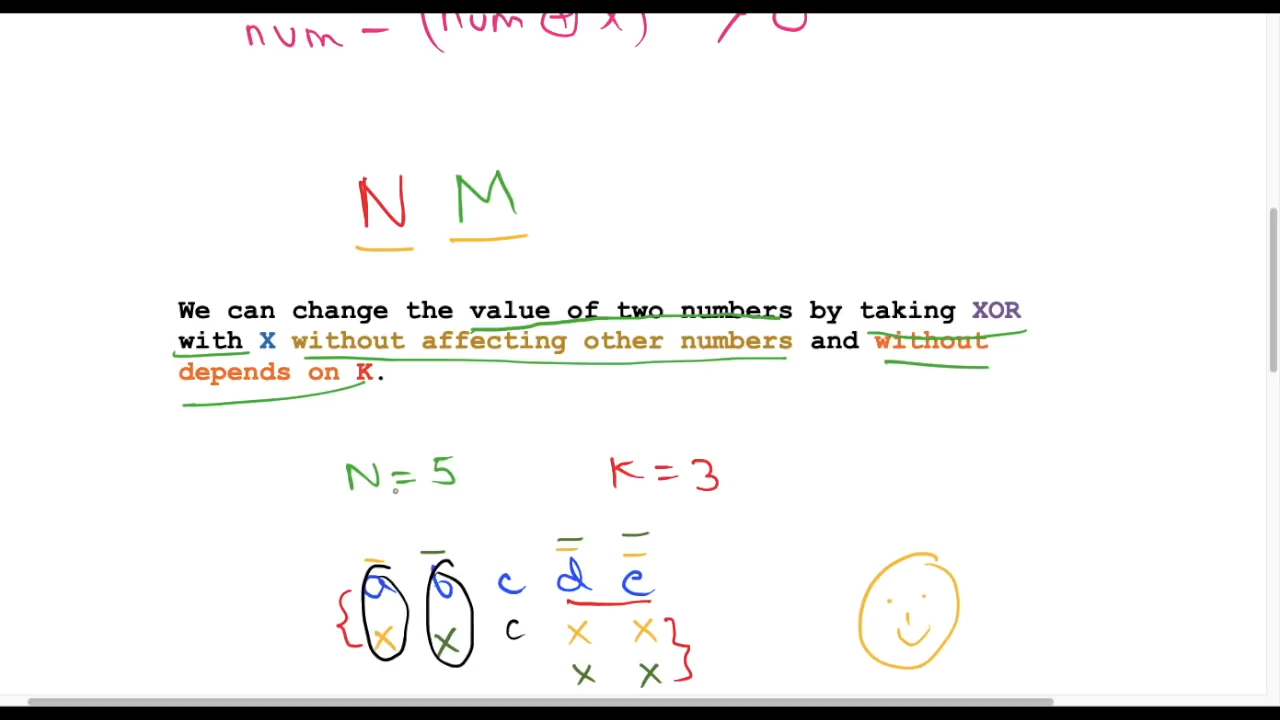 num - (num ⊕ x) > 0
N M
We can change the value of two numbers by taking XOR
with X without affecting other numbers and without
depends on K.
N = 5 K = 3
a b c d e
{ x x c x x }
x x